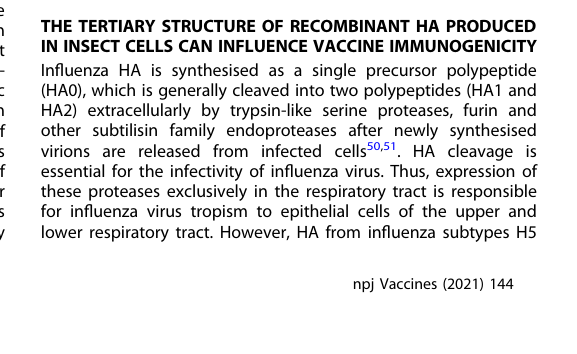 THE TERTIARY STRUCTURE OF RECOMBINANT HA PRODUCED
IN INSECT CELLS CAN INFLUENCE VACCINE IMMUNOGENICITY
Influenza HA is synthesised as a single precursor polypeptide
(HA0), which is generally cleaved into two polypeptides (HA1 and
HA2) extracellularly by trypsin-like serine proteases, furin and
other subtilisin family endoproteases after newly synthesised
virions are released from infected cells50,51. HA cleavage is
essential for the infectivity of influenza virus. Thus, expression of
these proteases exclusively in the respiratory tract is responsible
for influenza virus tropism to epithelial cells of the upper and
lower respiratory tract. However, HA from influenza subtypes H5
npj Vaccines (2021) 144